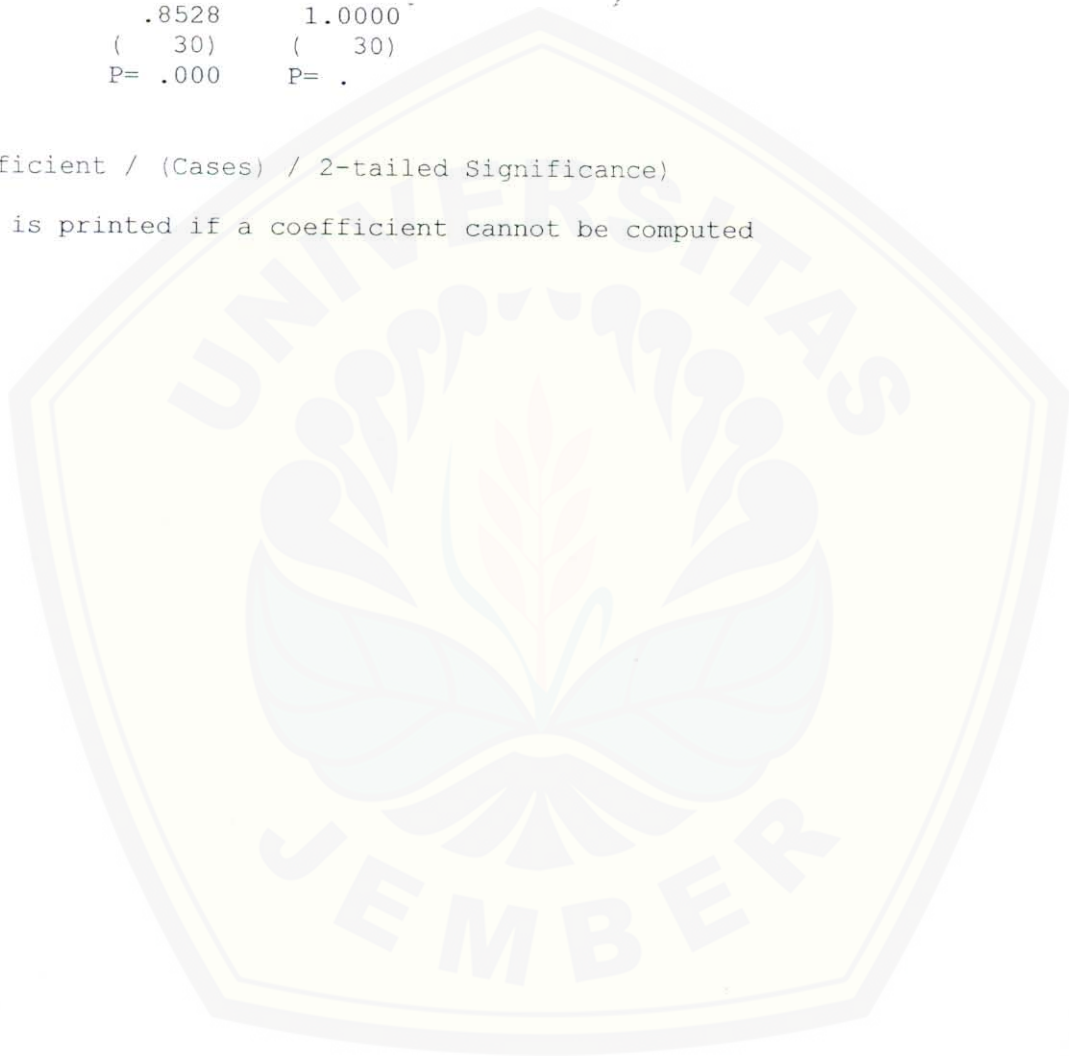 .8528 1.0000
( 30) ( 30)
P= .000 P= .
ficient / (Cases) / 2-tailed Significance)
is printed if a coefficient cannot be computed
UNIVERSITAS
JEMBER